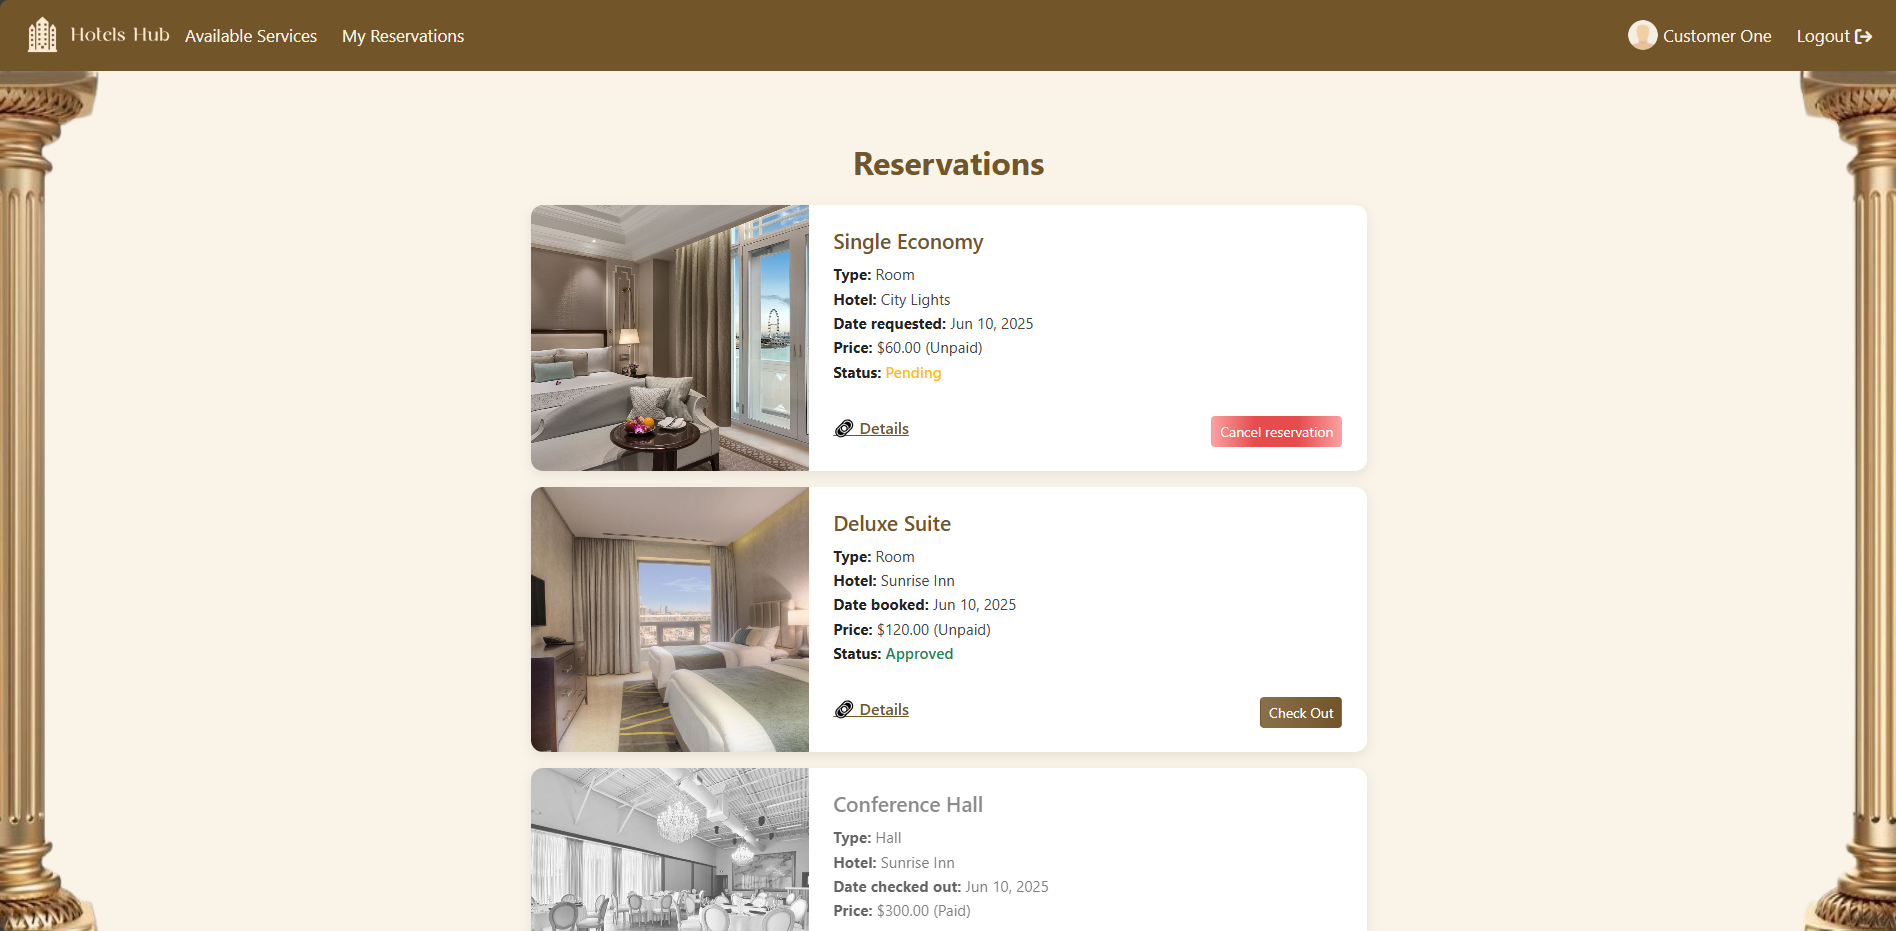 Hotels Hub Available Services My Reservations Customer One Logout
Reservations
Single Economy
Type: Room
Hotel: City Lights
Date requested: Jun 10, 2025
Price: $60.00 (Unpaid)
Status: Pending
Details Cancel reservation
Deluxe Suite
Type: Room
Hotel: Sunrise Inn
Date booked: Jun 10, 2025
Price: $120.00 (Unpaid)
Status: Approved
Details Check Out
Conference Hall
Type: Hall
Hotel: Sunrise Inn
Date checked out: Jun 10, 2025
Price: $300.00 (Paid)